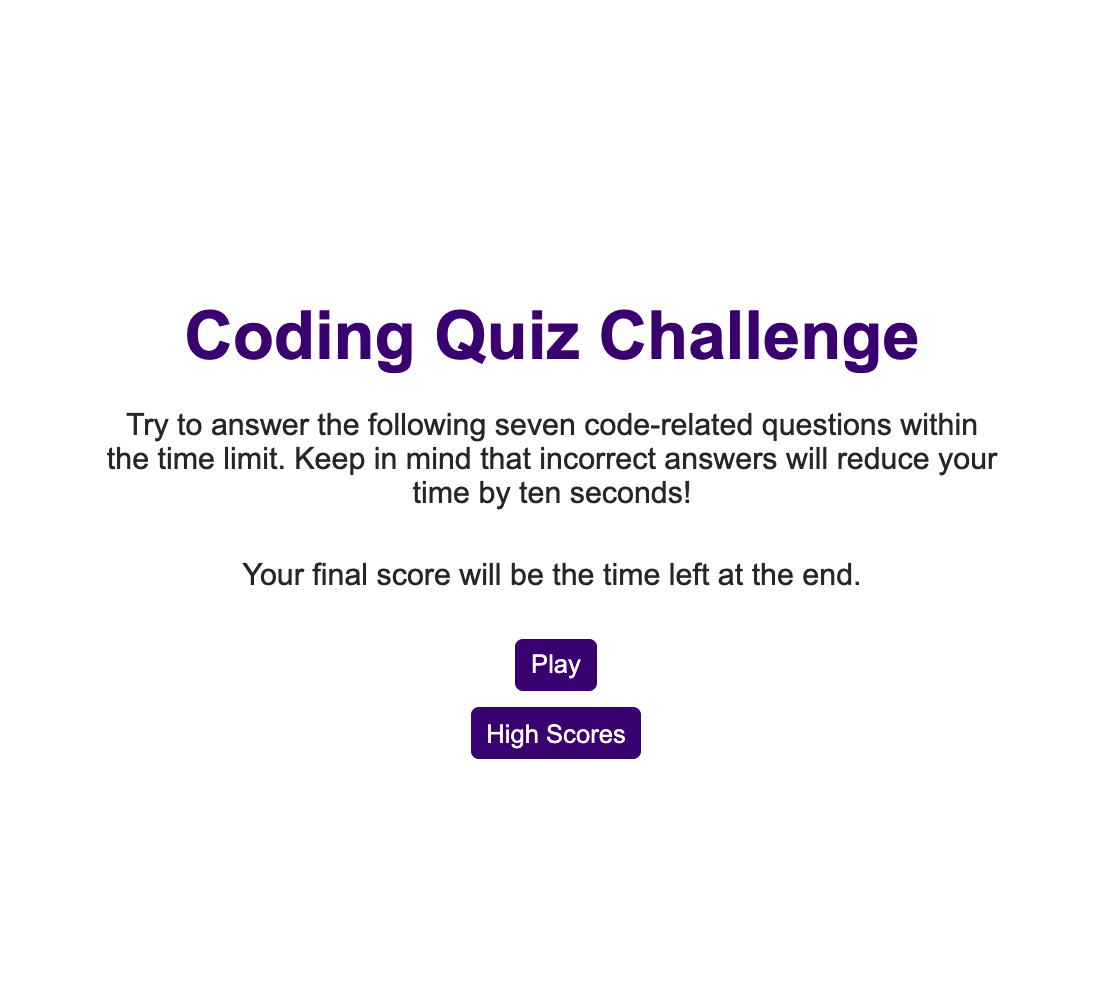 Coding Quiz Challenge
Try to answer the following seven code-related questions within
the time limit. Keep in mind that incorrect answers will reduce your
time by ten seconds!
Your final score will be the time left at the end.
Play
High Scores